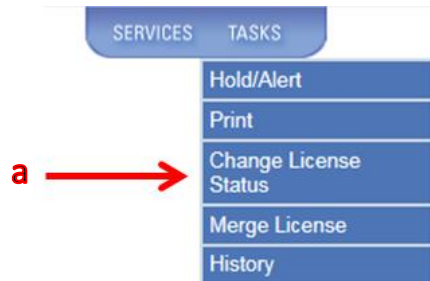 SERVICES TASKS
Hold/Alert
Print
a
Change License
Status
Merge License
History